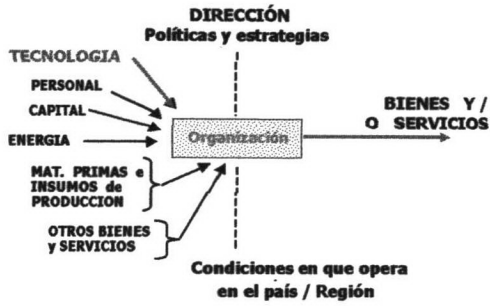 DIRECCIÓN
Políticas y estrategias
TECNOLOGIA
PERSONAL
CAPITAL
ENERGIA
Organización
BIENES Y /
O SERVICIOS
MAT. PRIMAS e
INSUMOS de
PRODUCCION
OTROS BIENES
y SERVICIOS
Condiciones en que opera
en el país / Región